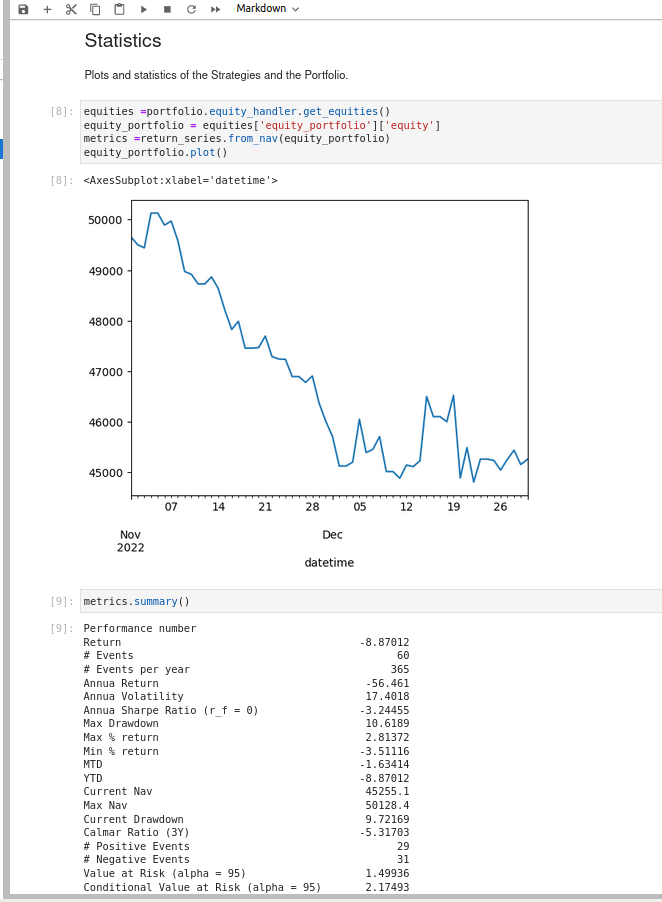 Markdown
Statistics
Plots and statistics of the Strategies and the Portfolio.
[8]: equities =portfolio.equity_handler.get_equities()
equity_portfolio = equities['equity_portfolio']['equity']
metrics =return_series.from_nav(equity_portfolio)
equity_portfolio.plot()
[8]: <AxesSubplot:xlabel='datetime'>
50000
49000
48000
47000
46000
45000
07 14 21 28 05 12 19 26
Nov Dec
2022
datetime
[9]: metrics.summary()
[9]: Performance number
Return -8.87012
# Events 60
# Events per year 365
Annua Return -56.461
Annua Volatility 17.4018
Annua Sharpe Ratio (r_f = 0) -3.24455
Max Drawdown 10.6189
Max % return 2.81372
Min % return -3.51116
MTD -1.63414
YTD -8.87012
Current Nav 45255.1
Max Nav 50128.4
Current Drawdown 9.72169
Calmar Ratio (3Y) -5.31703
# Positive Events 29
# Negative Events 31
Value at Risk (alpha = 95) 1.49936
Conditional Value at Risk (alpha = 95) 2.17493